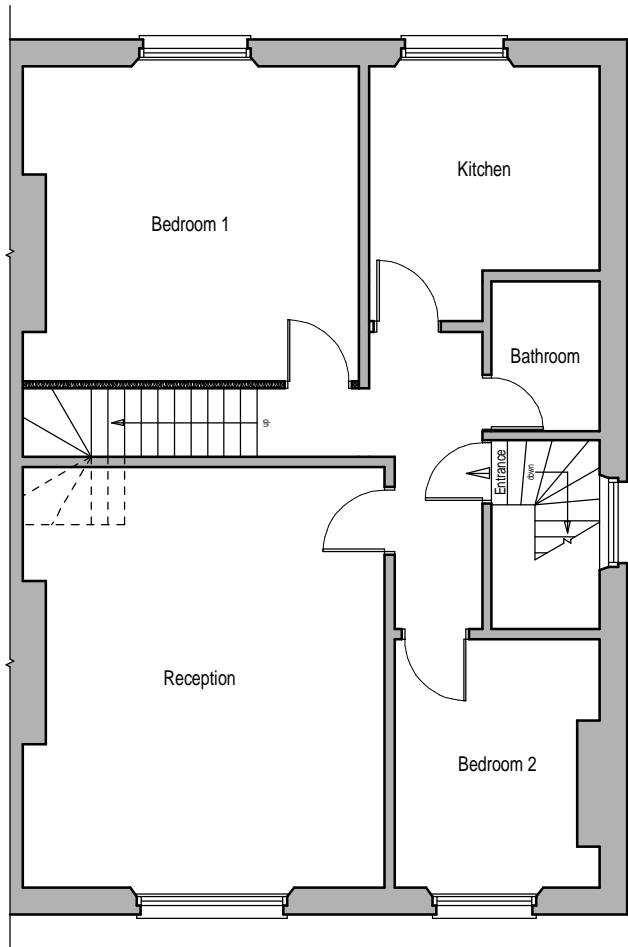 Kitchen
Bedroom 1
Bathroom
up
Entrance
down
Reception
Bedroom 2